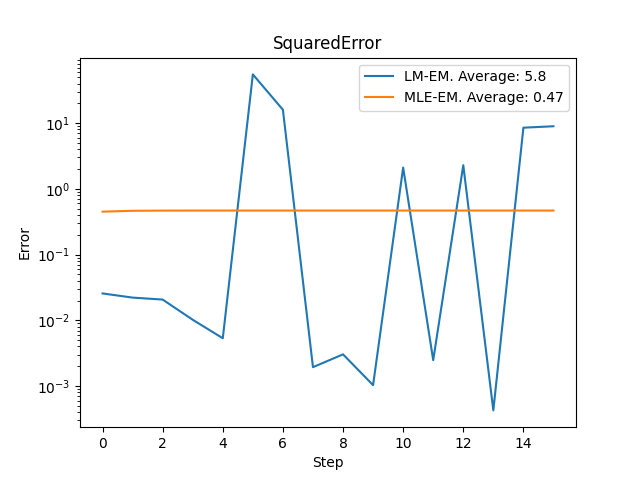 SquaredError
LM-EM. Average: 5.8
MLE-EM. Average: 0.47
Error
10¹
10⁰
10⁻¹
10⁻²
10⁻³
0 2 4 6 8 10 12 14
Step